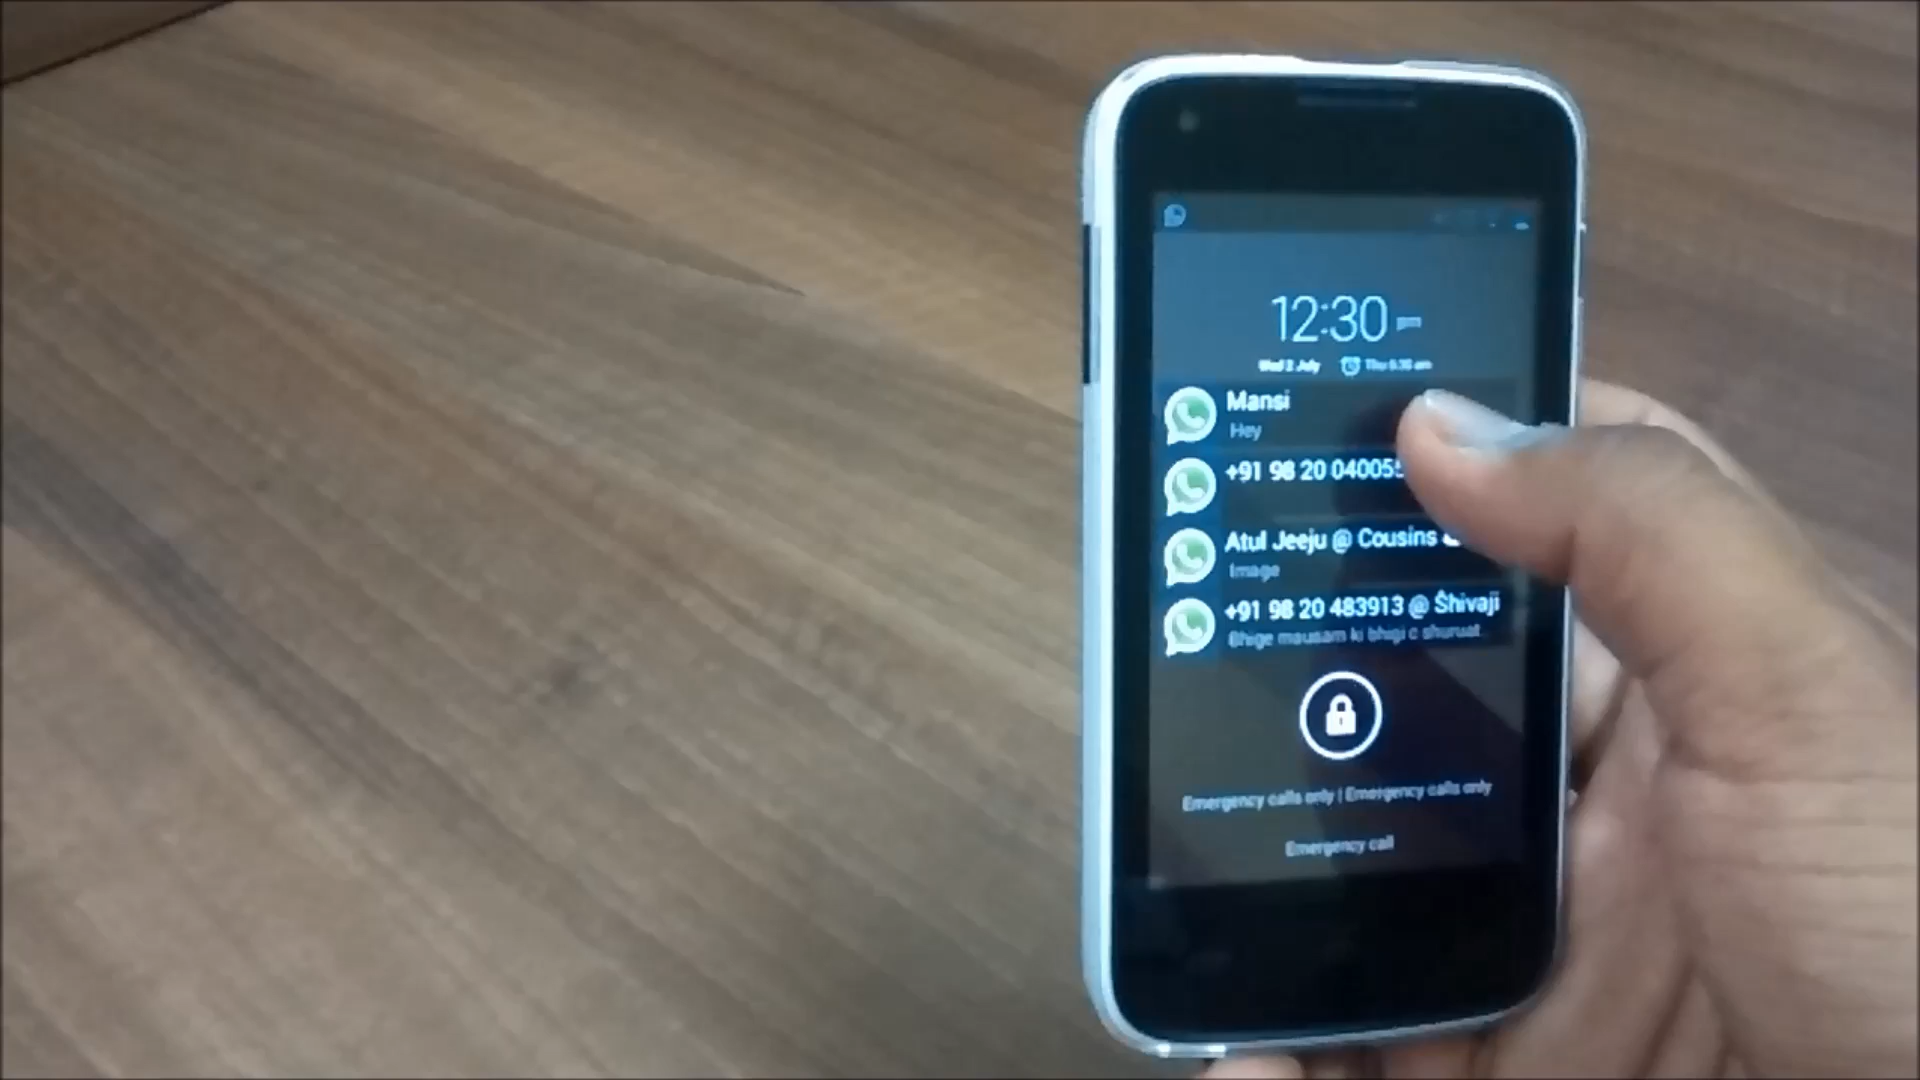 12:30 pm
Wed 2 July Thu 6:30 am
Mansi
Hey
+91 98 20 04005
Atul Jeeju @ Cousins
Image
+91 98 20 483913 @ Shivaji
Bhige mausam ki bhigi c shuruat
Emergency calls only | Emergency calls only
Emergency call